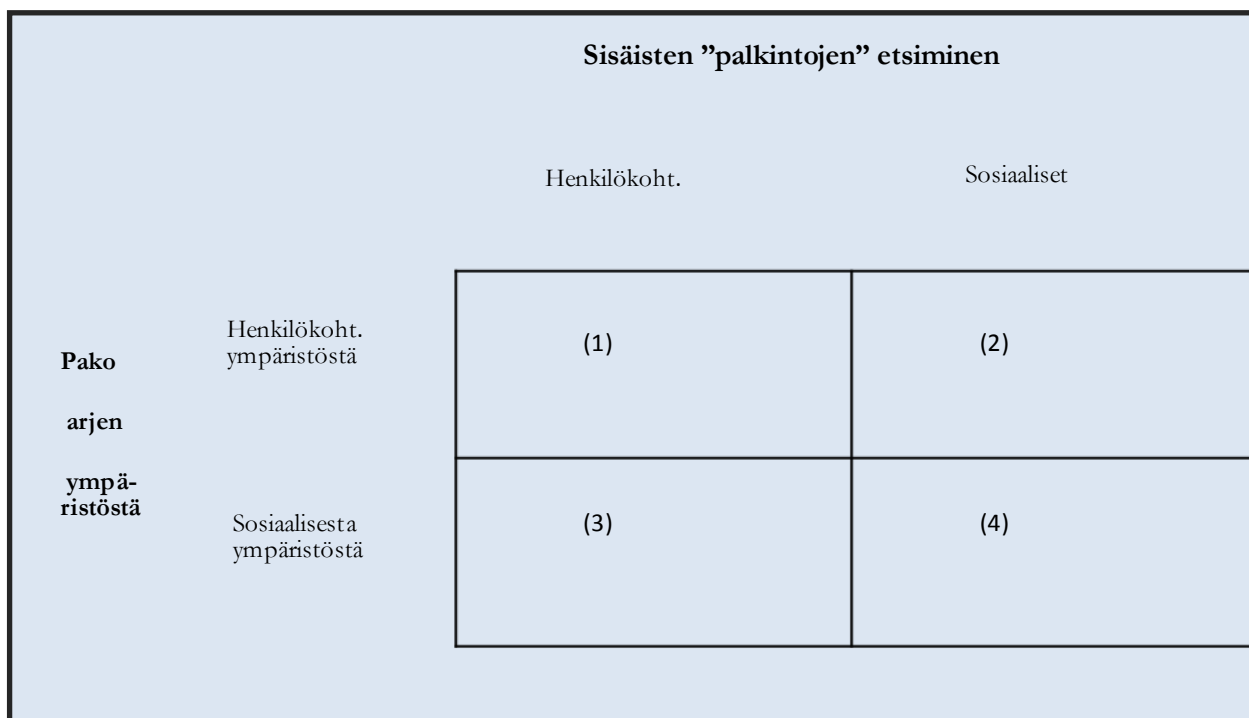 Sisäisten ”palkintojen” etsiminen
Henkilökoht.
Sosiaaliset
Henkilökoht.
ympäristöstä
(1)
(2)
Pako
arjen
ympä-
ristöstä
Sosiaalisesta
ympäristöstä
(3)
(4)